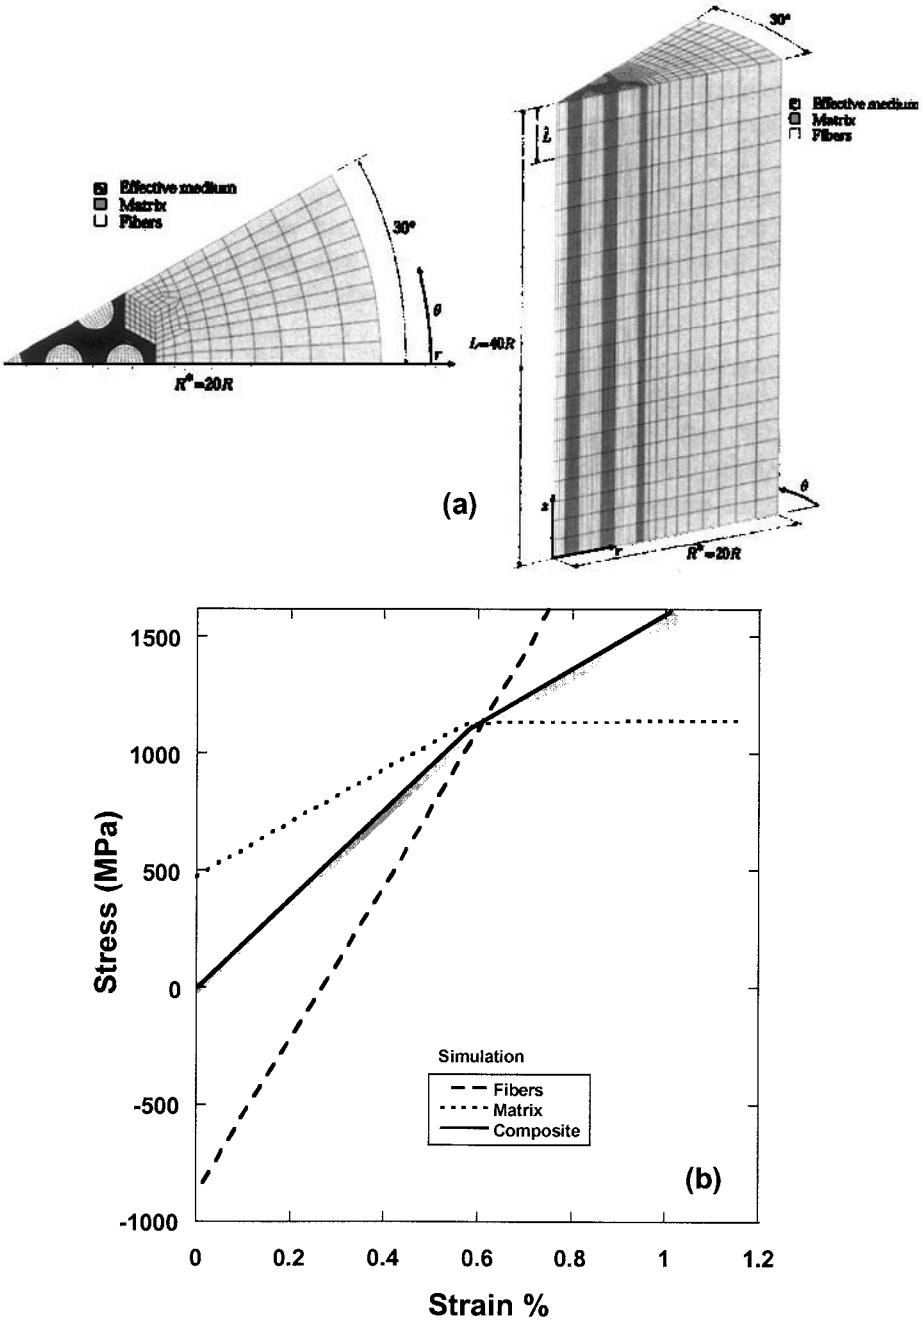 Effective medium
Matrix
Fibers
30°
θ
r
R*=20R
30°
Effective medium
Matrix
Fibers
L̂
L=40R
z
r
θ
R*=20R
(a)
1500
1000
500
0
-500
-1000
Stress (MPa)
Simulation
Fibers
Matrix
Composite
(b)
0
0.2
0.4
0.6
0.8
1
1.2
Strain %